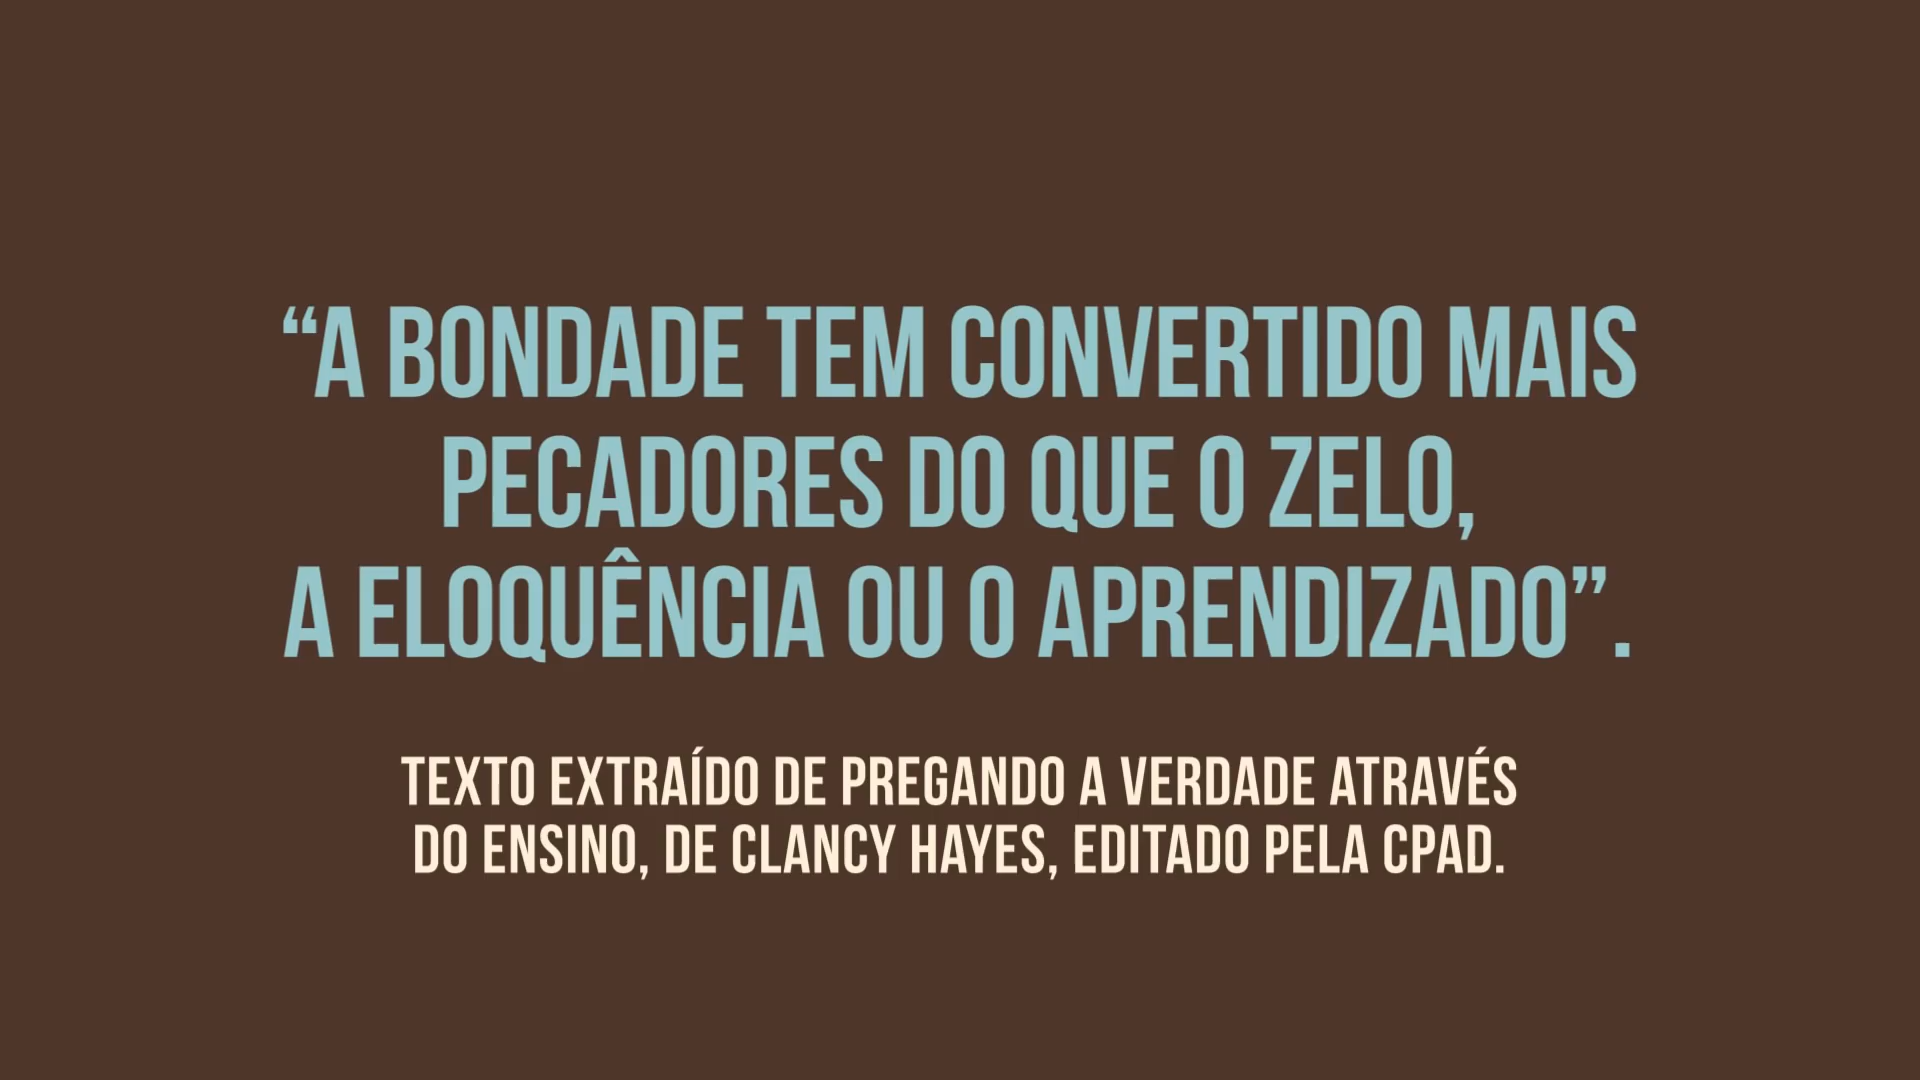 “A BONDADE TEM CONVERTIDO MAIS
PECADORES DO QUE O ZELO,
A ELOQUÊNCIA OU O APRENDIZADO”.
TEXTO EXTRAÍDO DE PREGANDO A VERDADE ATRAVÉS
DO ENSINO, DE CLANCY HAYES, EDITADO PELA CPAD.